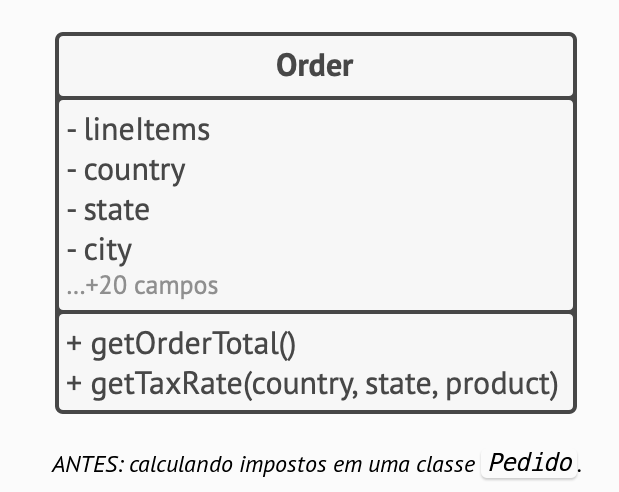 Order
- lineItems
- country
- state
- city
...+20 campos
+ getOrderTotal()
+ getTaxRate(country, state, product)
ANTES: calculando impostos em uma classe Pedido.